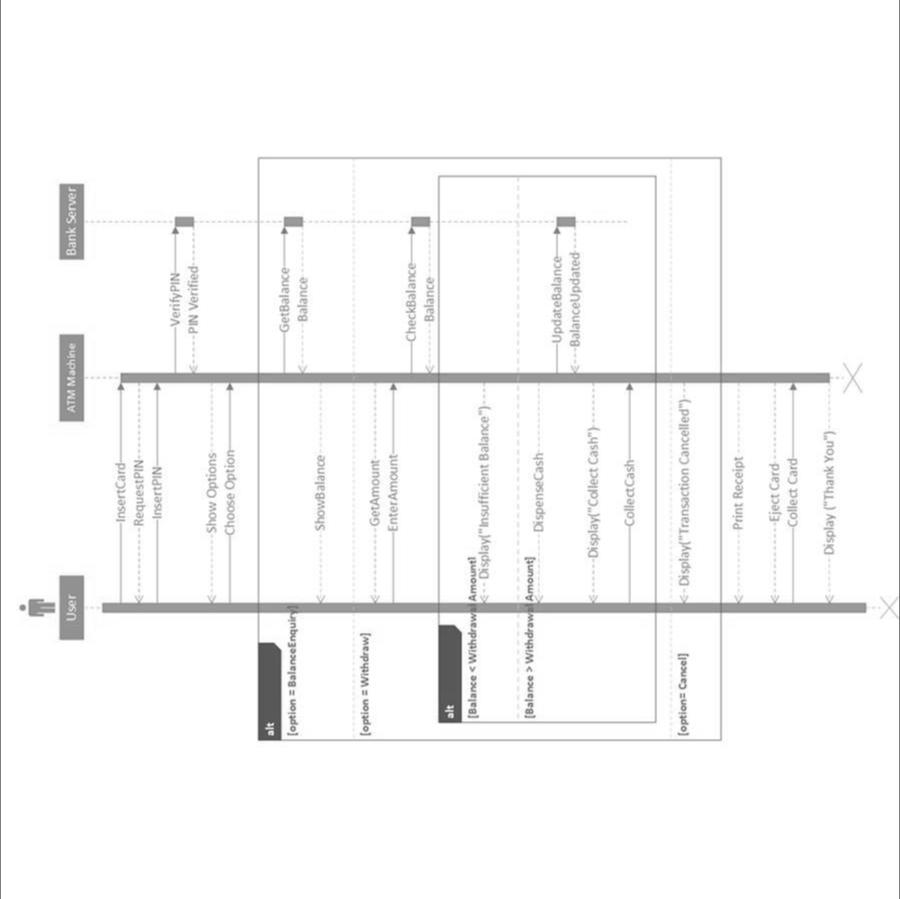 User
ATM Machine
Bank Server
InsertCard
RequestPIN
InsertPIN
VerifyPIN
PIN Verified
Show Options
Choose Option
alt
[option = BalanceEnquiry]
GetBalance
Balance
ShowBalance
[option = Withdraw]
GetAmount
EnterAmount
CheckBalance
Balance
alt
[Balance < Withdrawal Amount]
Display("Insufficient Balance")
[Balance > Withdrawal Amount]
DispenseCash
UpdateBalance
BalanceUpdated
Display("Collect Cash")
CollectCash
[option= Cancel]
Display("Transaction Cancelled")
Print Receipt
Eject Card
Collect Card
Display ("Thank You")